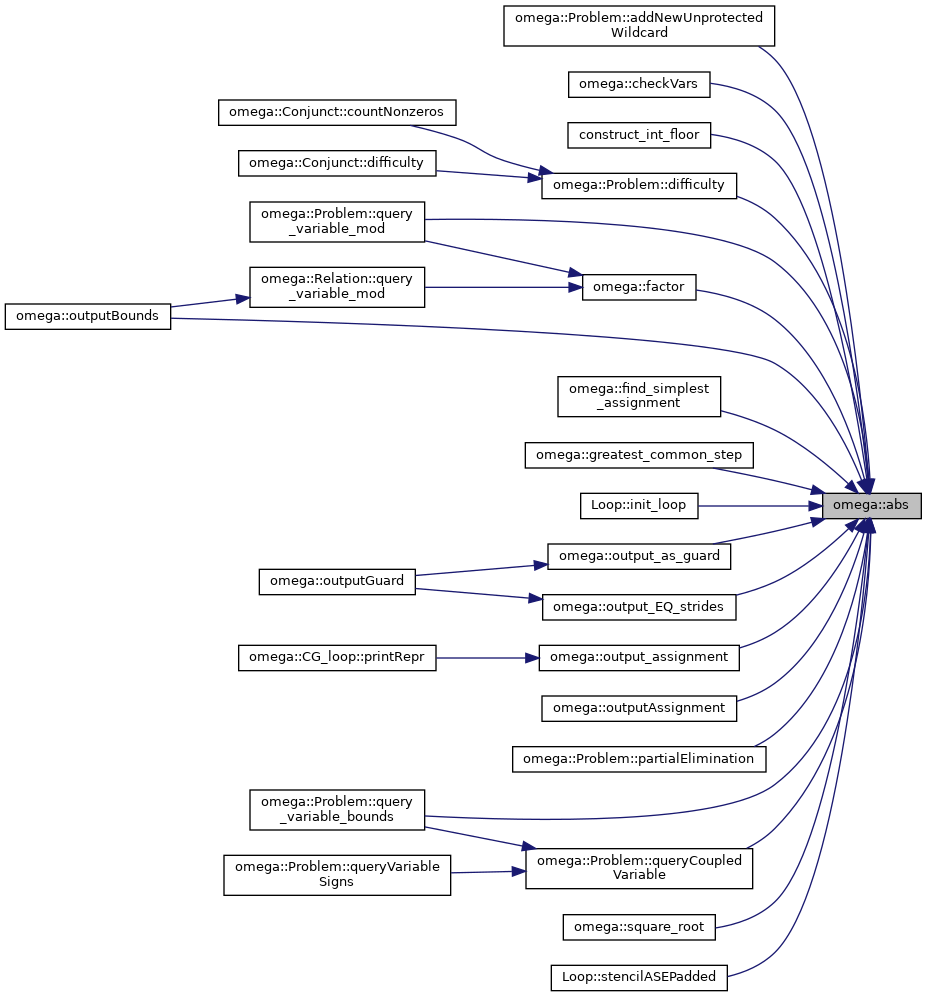 omega::Problem::addNewUnprotected
Wildcard
omega::checkVars
omega::Conjunct::countNonzeros
construct_int_floor
omega::Conjunct::difficulty
omega::Problem::difficulty
omega::Problem::query
_variable_mod
omega::Relation::query
_variable_mod
omega::factor
omega::outputBounds
omega::find_simplest
_assignment
omega::greatest_common_step
Loop::init_loop
omega::abs
omega::output_as_guard
omega::outputGuard
omega::output_EQ_strides
omega::CG_loop::printRepr
omega::output_assignment
omega::outputAssignment
omega::Problem::partialElimination
omega::Problem::query
_variable_bounds
omega::Problem::queryVariable
Signs
omega::Problem::queryCoupled
Variable
omega::square_root
Loop::stencilASEPadded